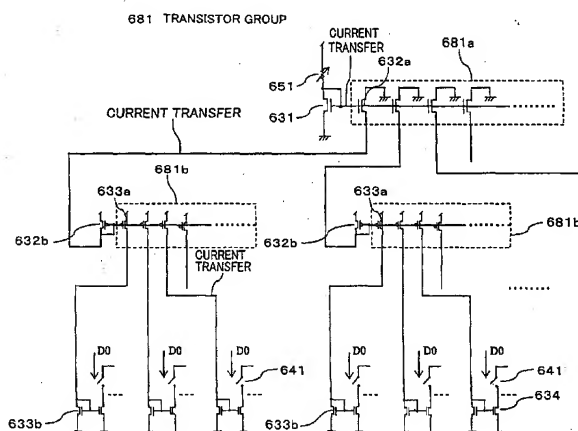 681 TRANSISTOR GROUP
CURRENT
TRANSFER
632a
681a
651
631
CURRENT TRANSFER
681b
633a
632b
CURRENT
TRANSFER
633a
632b
681b
D0
D0
D0
641
633b
D0
D0
D0
641
634
633b